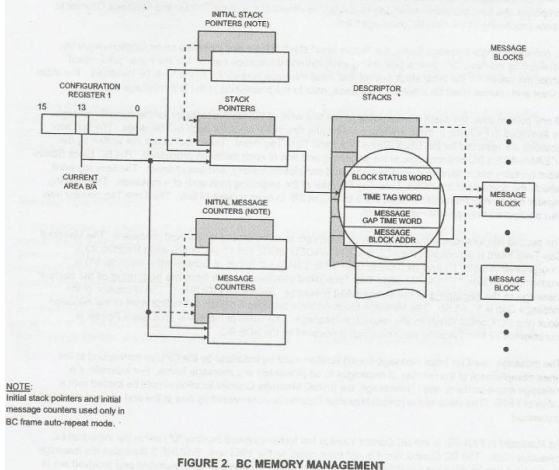 INITIAL STACK
POINTERS (NOTE)
MESSAGE
BLOCKS
CONFIGURATION
REGISTER 1
15 13 0
STACK
POINTERS
DESCRIPTOR
STACKS
CURRENT
AREA B/A
BLOCK STATUS WORD
TIME TAG WORD
MESSAGE
GAP TIME WORD
MESSAGE
BLOCK ADDR
MESSAGE
BLOCK
INITIAL MESSAGE
COUNTERS (NOTE)
MESSAGE
COUNTERS
MESSAGE
BLOCK
NOTE:
Initial stack pointers and initial
message counters used only in
BC frame auto-repeat mode.
FIGURE 2. BC MEMORY MANAGEMENT